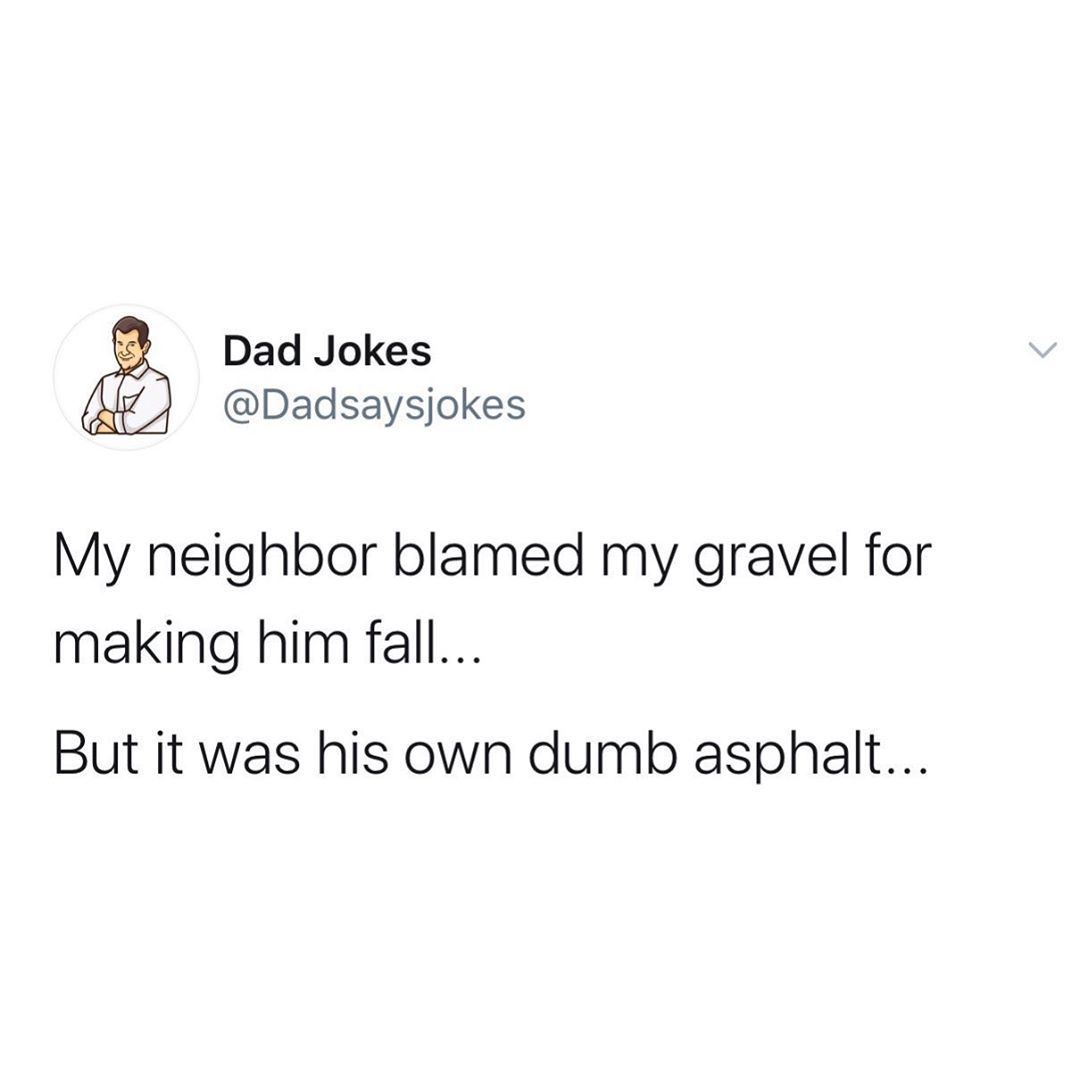 Dad Jokes
@Dadsaysjokes
My neighbor blamed my gravel for
making him fall...
But it was his own dumb asphalt...